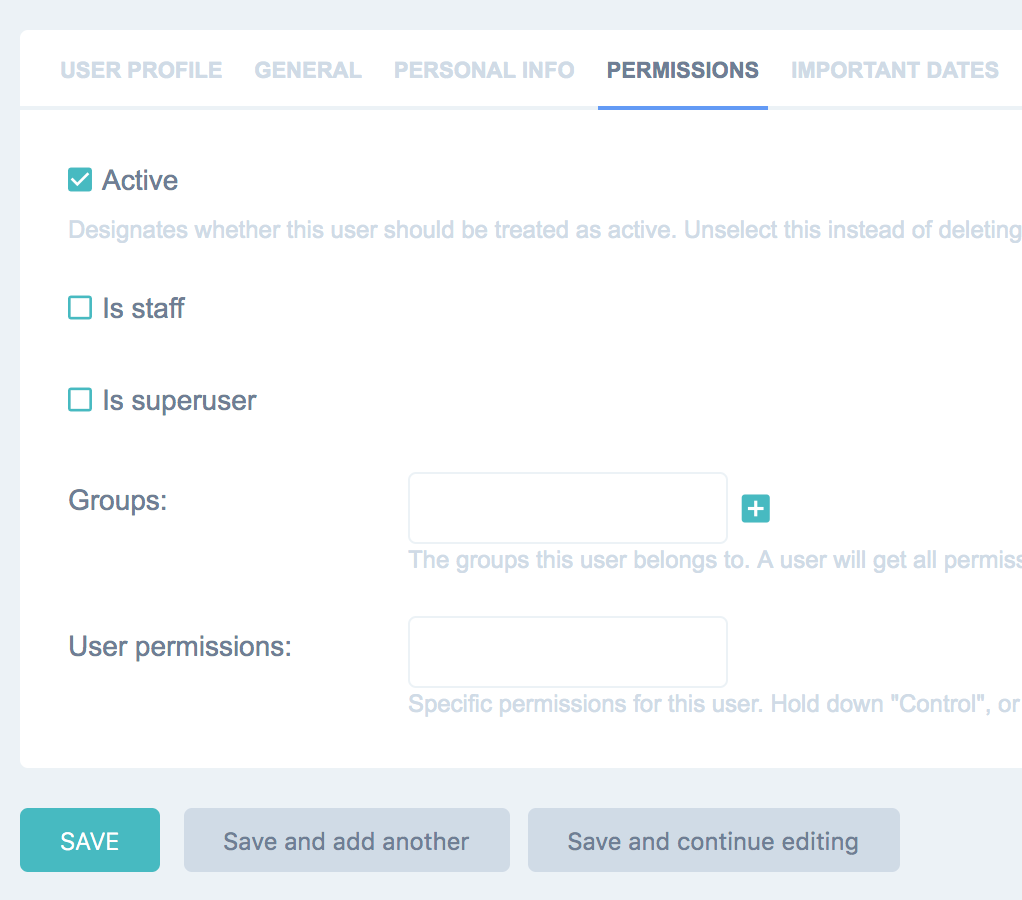 USER PROFILE GENERAL PERSONAL INFO PERMISSIONS IMPORTANT DATES
Active
Designates whether this user should be treated as active. Unselect this instead of deleting
Is staff
Is superuser
Groups:
The groups this user belongs to. A user will get all
User permissions:
Specific permissions for this user. Hold down "Control", or
SAVE Save and add another Save and continue editing